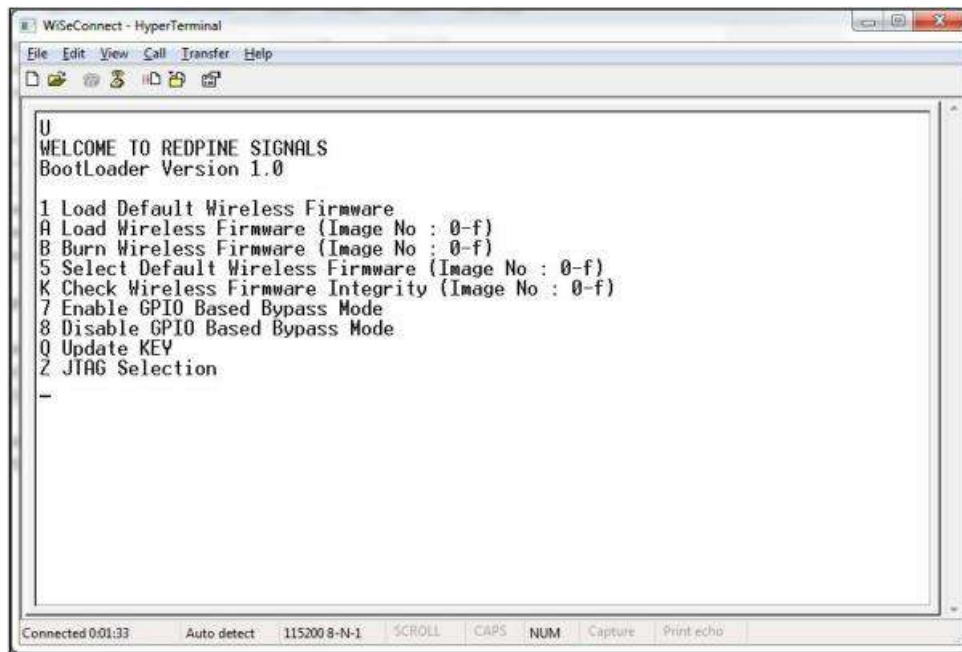 WiSeConnect - HyperTerminal
File Edit View Call Transfer Help
U
WELCOME TO REDPINE SIGNALS
BootLoader Version 1.0
1 Load Default Wireless Firmware
A Load Wireless Firmware (Image No : 0-f)
B Burn Wireless Firmware (Image No : 0-f)
5 Select Default Wireless Firmware (Image No : 0-f)
K Check Wireless Firmware Integrity (Image No : 0-f)
7 Enable GPIO Based Bypass Mode
8 Disable GPIO Based Bypass Mode
Q Update KEY
Z JTAG Selection
_
Connected 0:01:33 Auto detect 115200 8-N-1 SCROLL CAPS NUM Capture Print echo